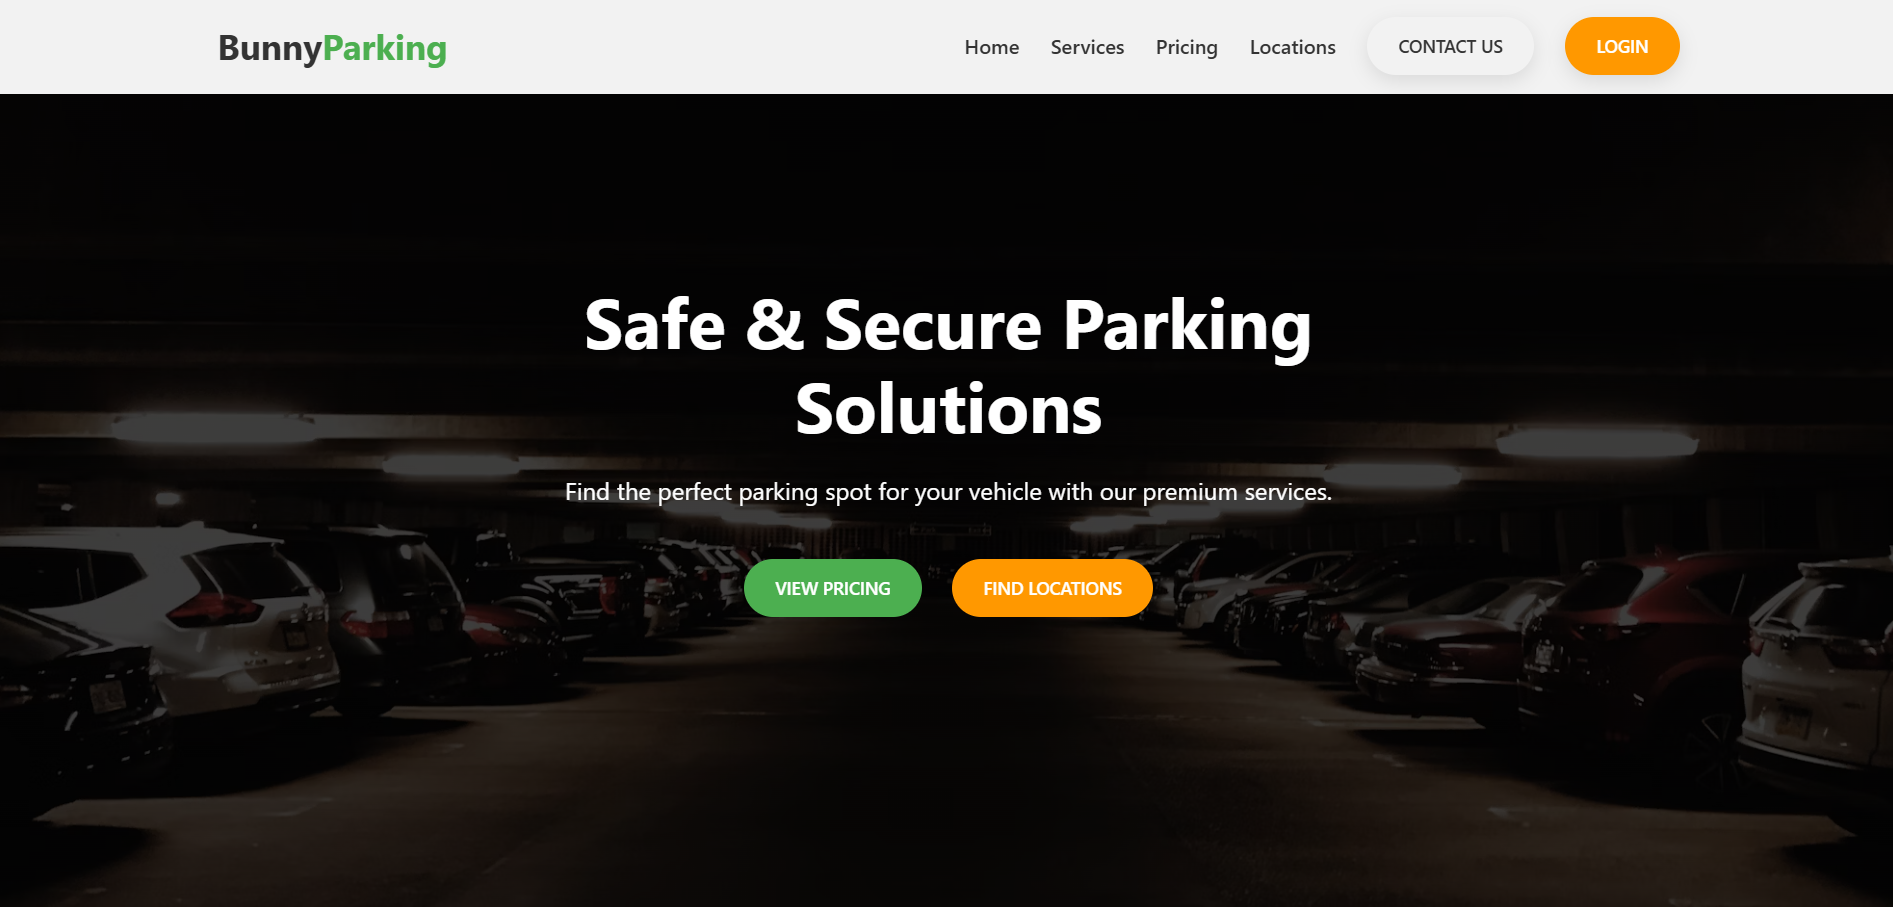 BunnyParking
Home Services Pricing Locations CONTACT US LOGIN
Safe & Secure Parking
Solutions
Find the perfect parking spot for your vehicle with our premium services.
VIEW PRICING FIND LOCATIONS